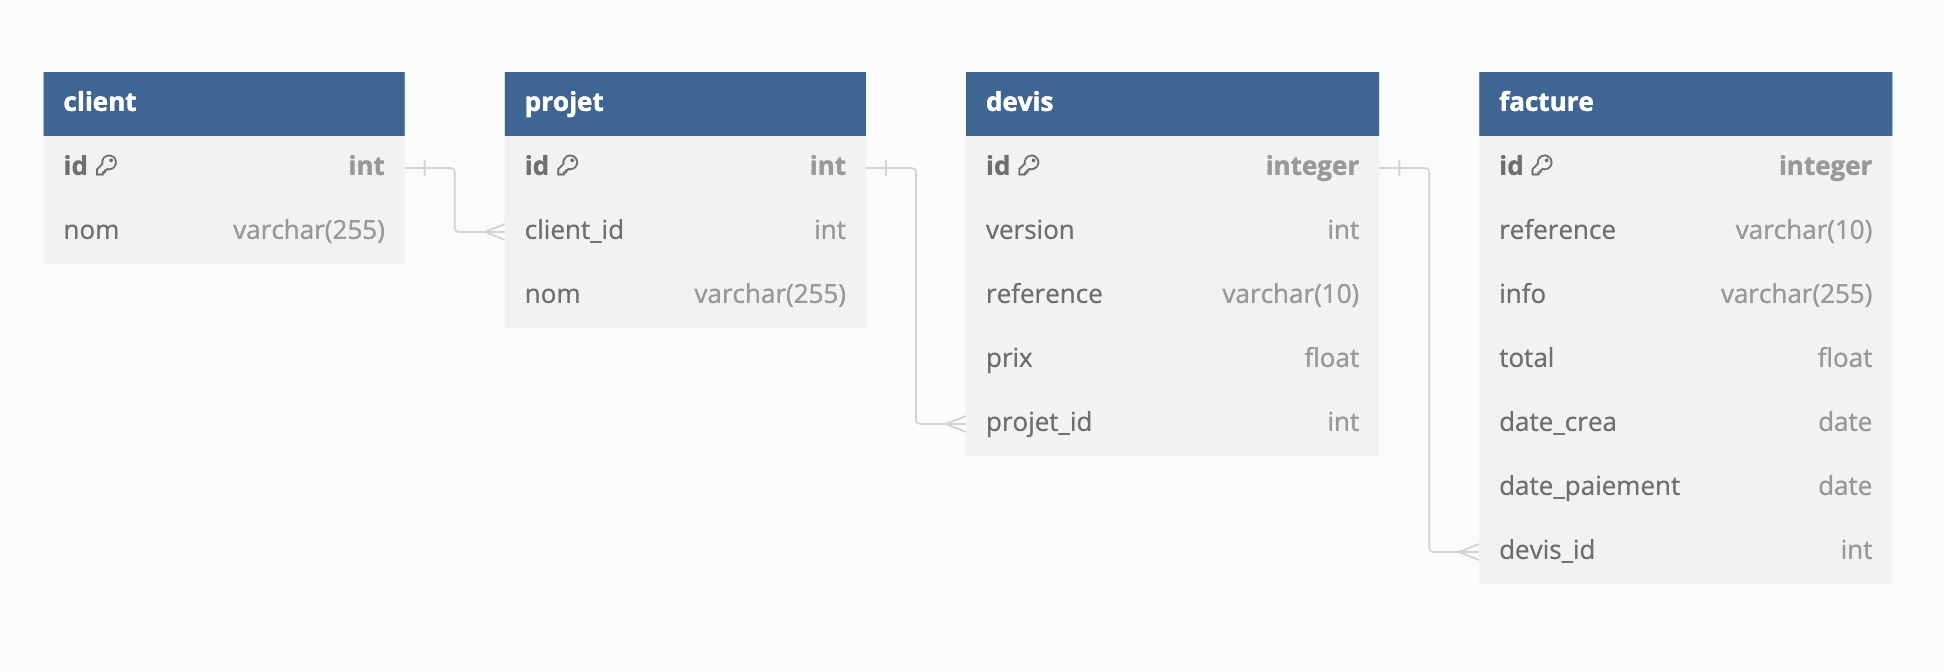 client
id int
nom varchar(255)
projet
id int
client_id int
nom varchar(255)
devis
id integer
version int
reference varchar(10)
prix float
projet_id int
facture
id integer
reference varchar(10)
info varchar(255)
total float
date_crea date
date_paiement date
devis_id int